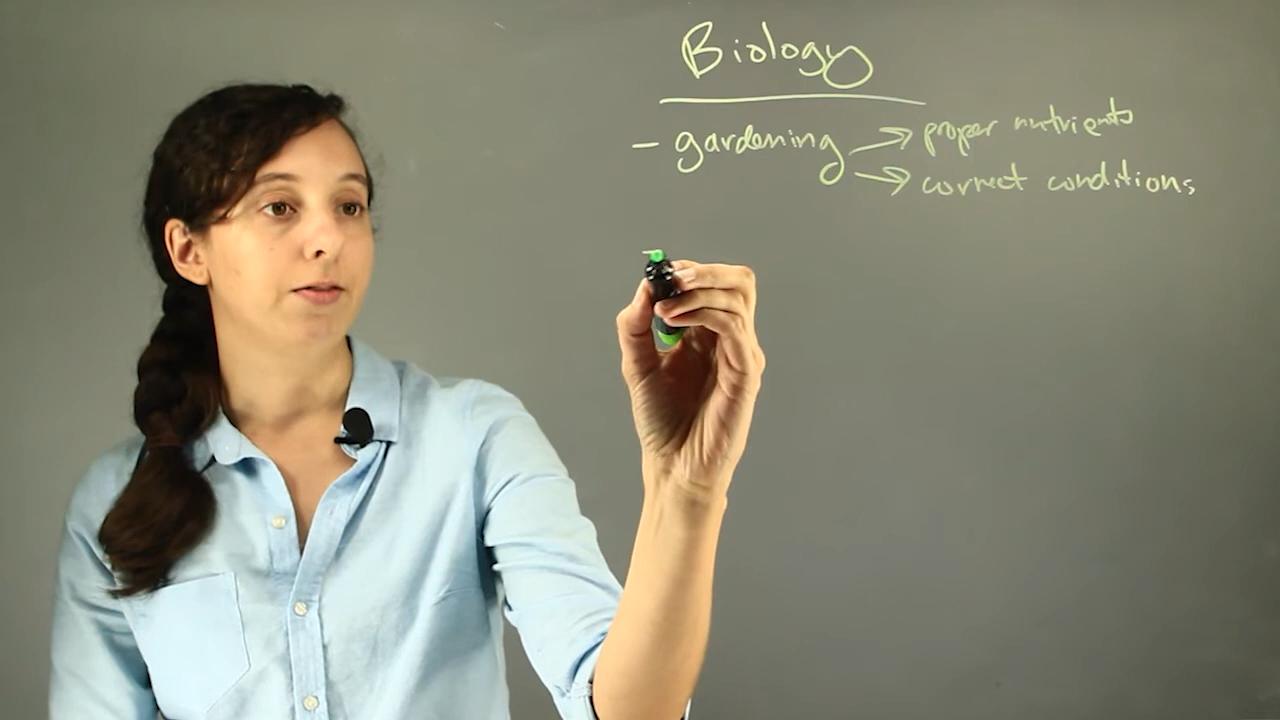 Biology
- gardening → proper nutrients
→ correct conditions
-